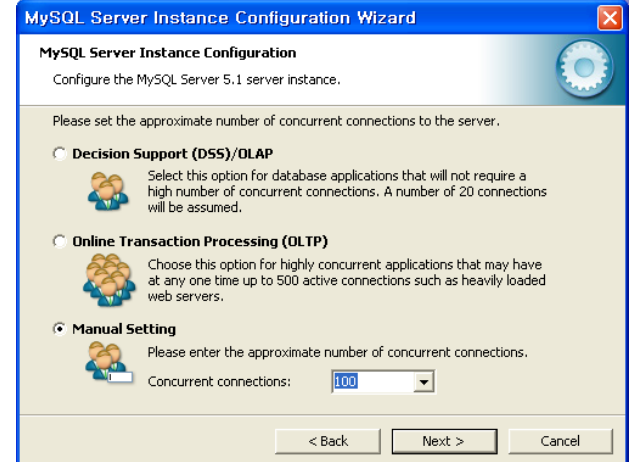 MySQL Server Instance Configuration Wizard
MySQL Server Instance Configuration
Configure the MySQL Server 5.1 server instance.
Please set the approximate number of concurrent connections to the server.
Decision Support (DSS)/OLAP
Select this option for database applications that will not require a
high number of concurrent connections. A number of 20 connections
will be assumed.
Online Transaction Processing (OLTP)
Choose this option for highly concurrent applications that may have
at any one time up to 500 active connections such as heavily loaded
web servers.
Manual Setting
Please enter the approximate number of concurrent connections.
Concurrent connections: 100
< Back Next > Cancel